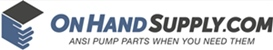 ONHANDSUPPLY.COM
ANSI PUMP PARTS WHEN YOU NEED THEM